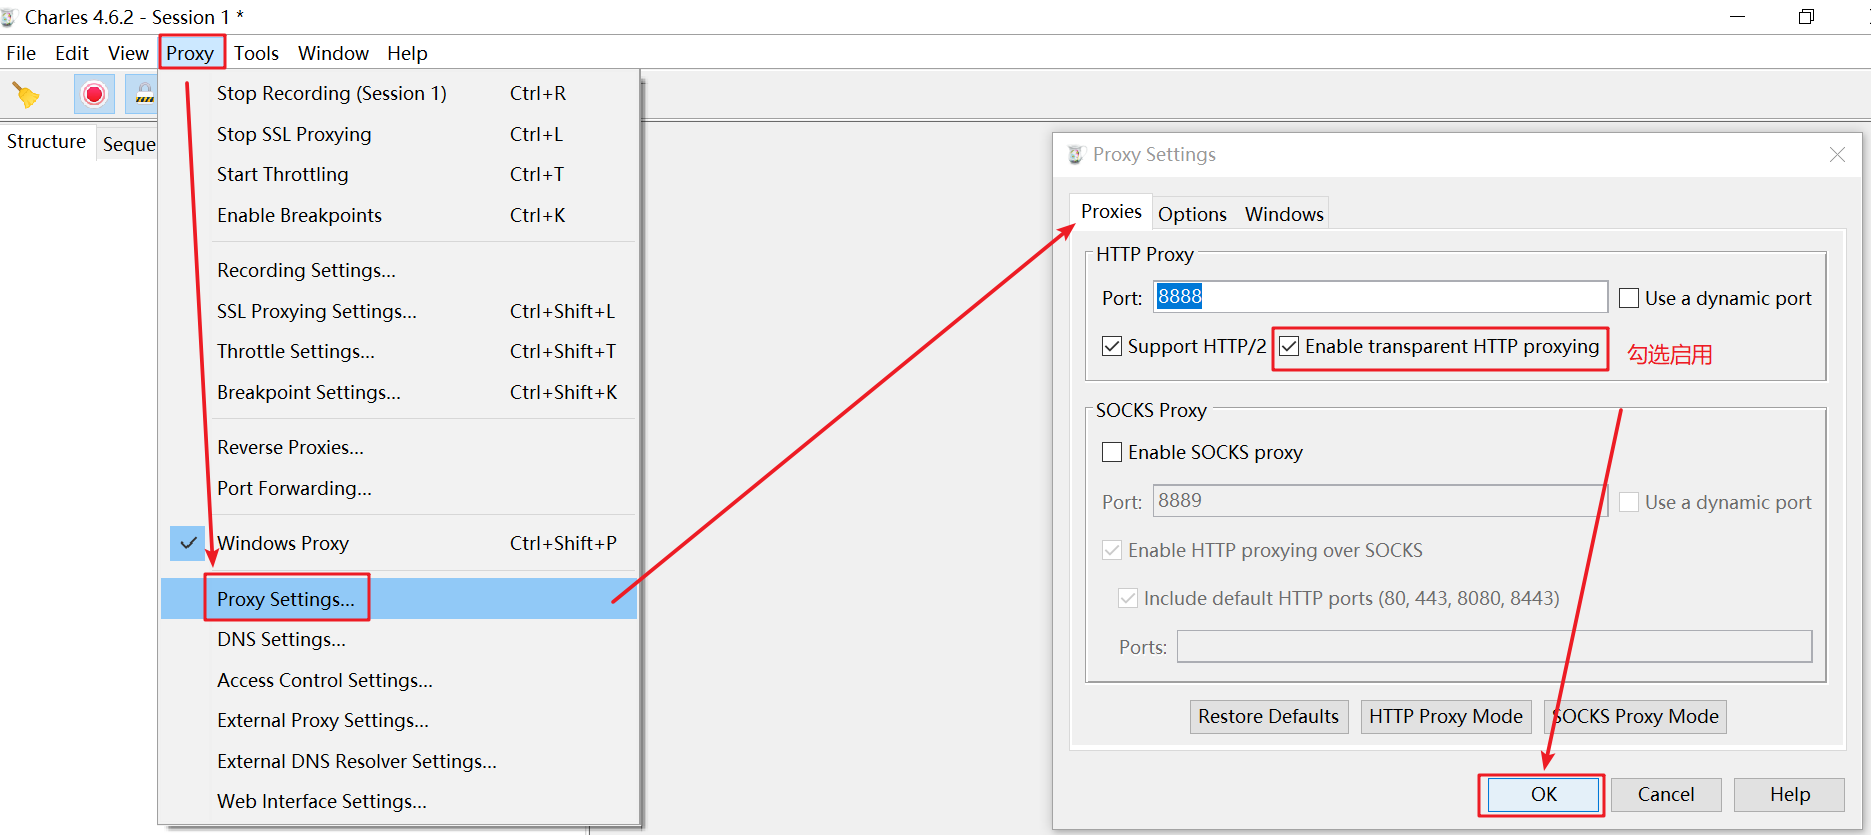 Charles 4.6.2 - Session 1 *
File Edit View Proxy Tools Window Help
Structure Seque
Stop Recording (Session 1) Ctrl+R
Stop SSL Proxying Ctrl+L
Start Throttling Ctrl+T
Enable Breakpoints Ctrl+K
Recording Settings...
SSL Proxying Settings... Ctrl+Shift+L
Throttle Settings... Ctrl+Shift+T
Breakpoint Settings... Ctrl+Shift+K
Reverse Proxies...
Port Forwarding...
Windows Proxy Ctrl+Shift+P
Proxy Settings...
DNS Settings...
Access Control Settings...
External Proxy Settings...
External DNS Resolver Settings...
Web Interface Settings...
Proxy Settings
Proxies Options Windows
HTTP Proxy
Port: 8888 Use a dynamic port
Support HTTP/2 Enable transparent HTTP proxying 勾选启用
SOCKS Proxy
Enable SOCKS proxy
Port: 8889 Use a dynamic port
Enable HTTP proxying over SOCKS
Include default HTTP ports (80, 443, 8080, 8443)
Ports:
Restore Defaults HTTP Proxy Mode SOCKS Proxy Mode
OK Cancel Help